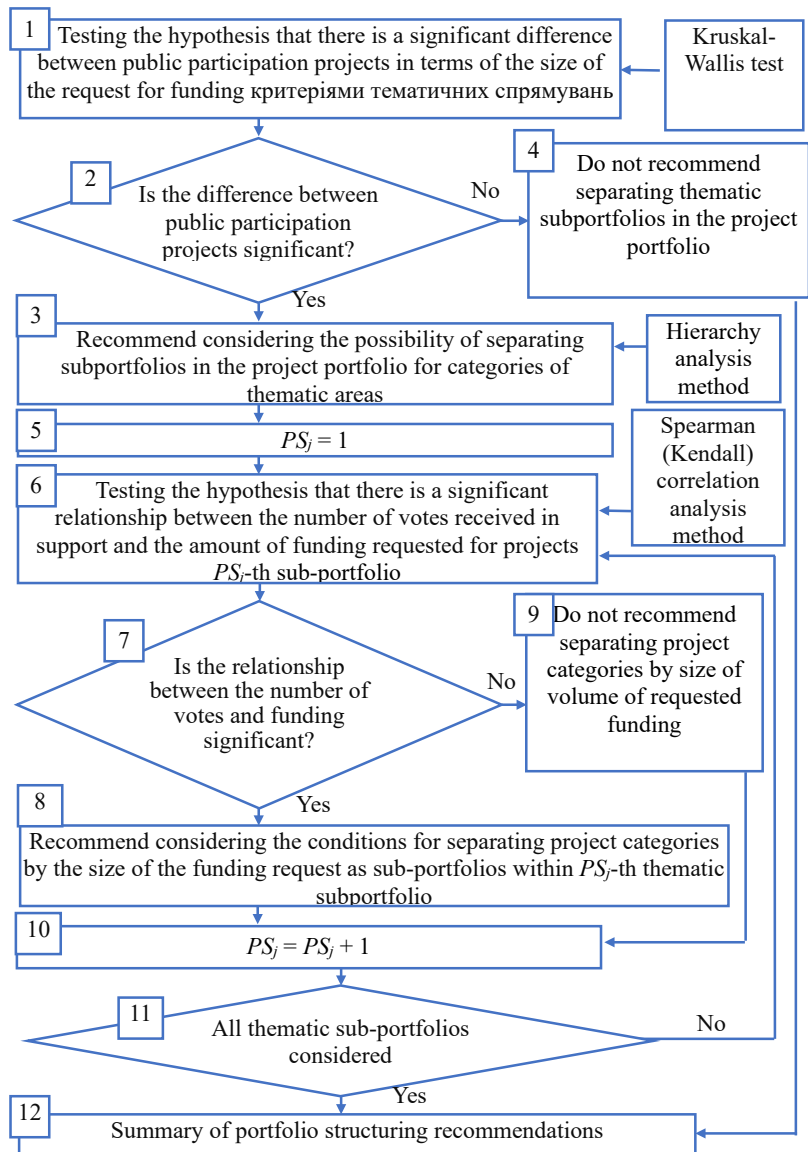 1
Testing the hypothesis that there is a significant difference
between public participation projects in terms of the size of
the request for funding критеріями тематичних спрямувань
Kruskal-
Wallis test
2
Is the difference between
public participation
projects significant?
No
4
Do not recommend
separating thematic
subportfolios in the project
portfolio
Yes
3
Recommend considering the possibility of separating
subportfolios in the project portfolio for categories of
thematic areas
Hierarchy
analysis
method
5
PSj = 1
Spearman
(Kendall)
correlation
analysis
method
6
Testing the hypothesis that there is a significant
relationship between the number of votes received in
support and the amount of funding requested for projects
PSj-th sub-portfolio
7
Is the relationship
between the number of
votes and funding
significant?
No
9
Do not recommend
separating project
categories by size of
volume of requested
funding
Yes
8
Recommend considering the conditions for separating project categories
by the size of the funding request as sub-portfolios within PSj-th thematic
subportfolio
10
PSj = PSj + 1
11
All thematic sub-portfolios
considered
No
Yes
12
Summary of portfolio structuring recommendations